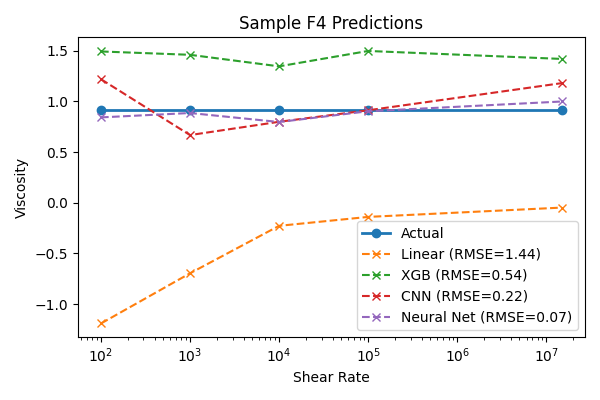 Sample F4 Predictions
Viscosity
1.5
1.0
0.5
0.0
−0.5
−1.0
Actual
Linear (RMSE=1.44)
XGB (RMSE=0.54)
CNN (RMSE=0.22)
Neural Net (RMSE=0.07)
10² 10³ 10⁴ 10⁵ 10⁶ 10⁷
Shear Rate